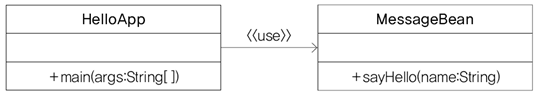 HelloApp
+main(args:String[ ])
<<use>>
MessageBean
+sayHello(name:String)